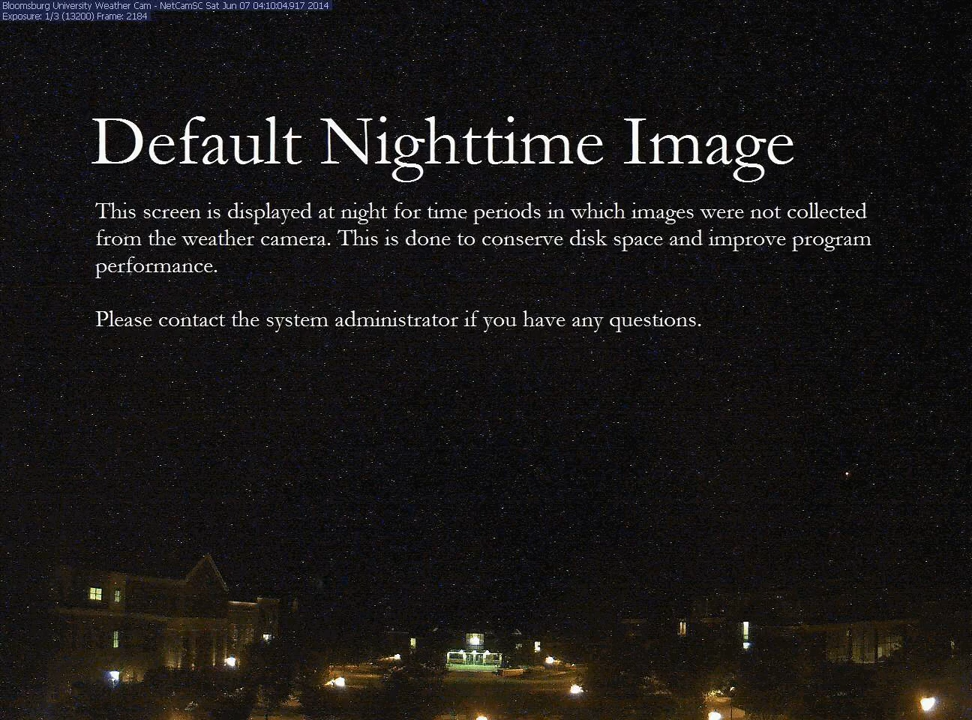 Bloomsburg University Weather Cam - NetCamSC Sat Jun 07 04:10:04.917 2014
Exposure: 1/3 (13200) Frame: 2184
Default Nighttime Image
This screen is displayed at night for time periods in which images were not collected
from the weather camera. This is done to conserve disk space and improve program
performance.
Please contact the system administrator if you have any questions.